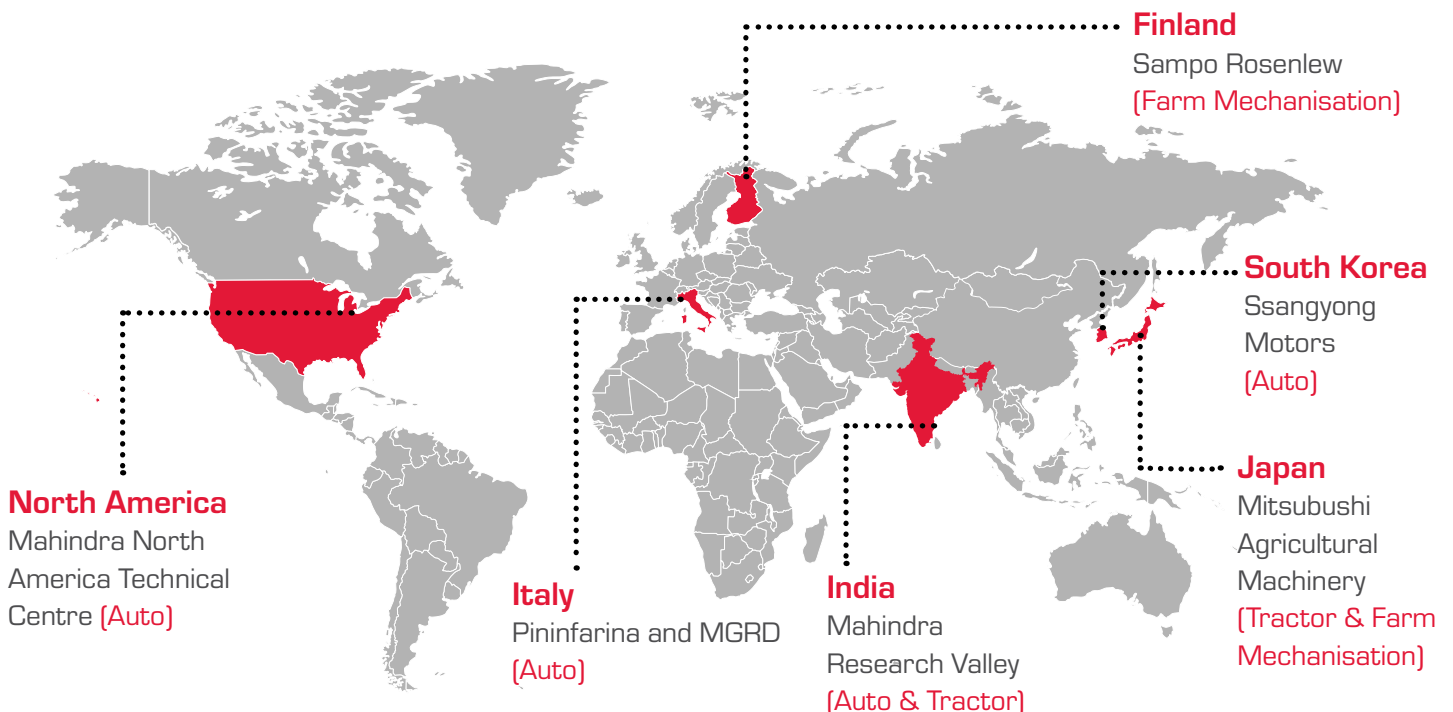 Finland
Sampo Rosenlew
(Farm Mechanisation)
South Korea
Ssangyong
Motors
(Auto)
Japan
Mitsubushi
Agricultural
Machinery
(Tractor & Farm
Mechanisation)
North America
Mahindra North
America Technical
Centre (Auto)
Italy
Pininfarina and MGRD
(Auto)
India
Mahindra
Research Valley
(Auto & Tractor)